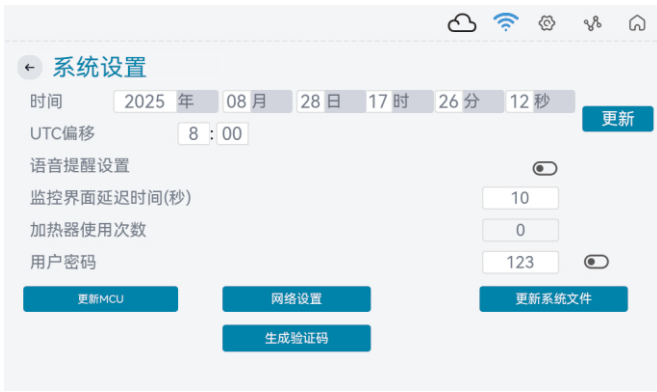 系统设置
时间 2025 年 08 月 28 日 17 时 26 分 12 秒
更新
UTC偏移 8 : 00
语音提醒设置
监控界面延迟时间(秒) 10
加热器使用次数 0
用户密码 123
更新MCU 网络设置 更新系统文件
生成验证码